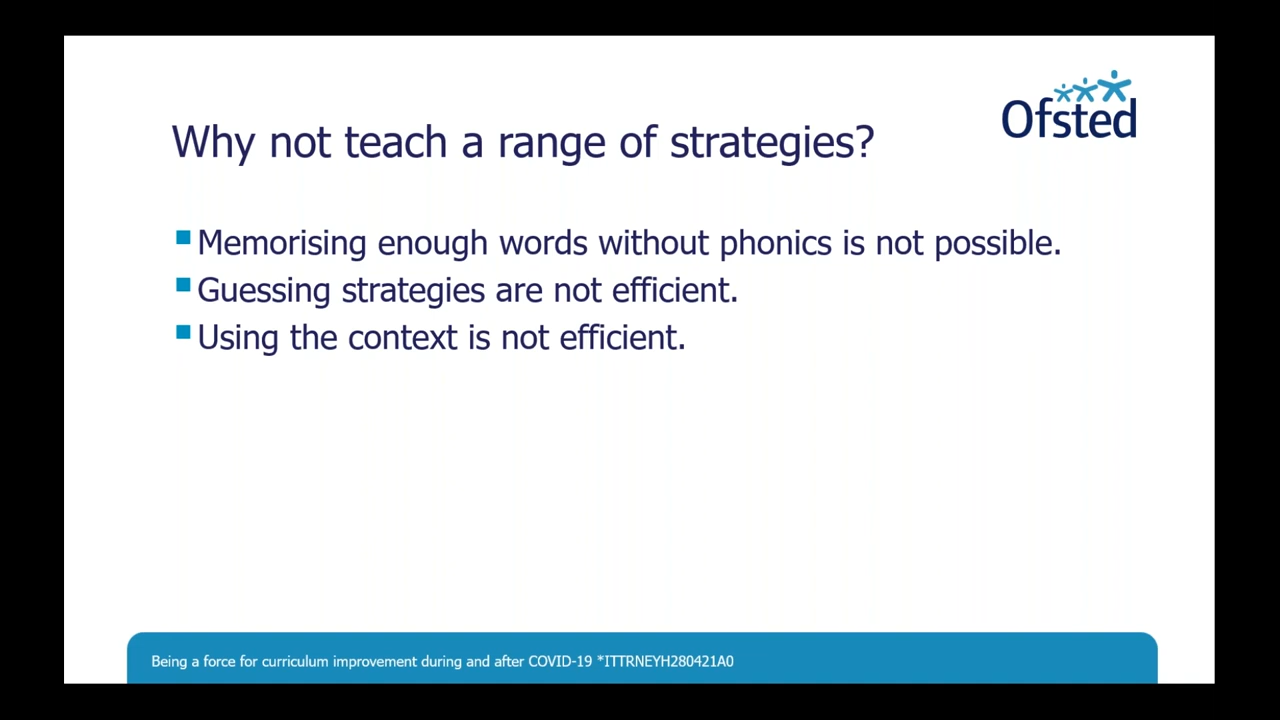 Ofsted
Why not teach a range of strategies?
Memorising enough words without phonics is not possible.
Guessing strategies are not efficient.
Using the context is not efficient.
Being a force for curriculum improvement during and after COVID-19 *ITTRNEYH280421A0